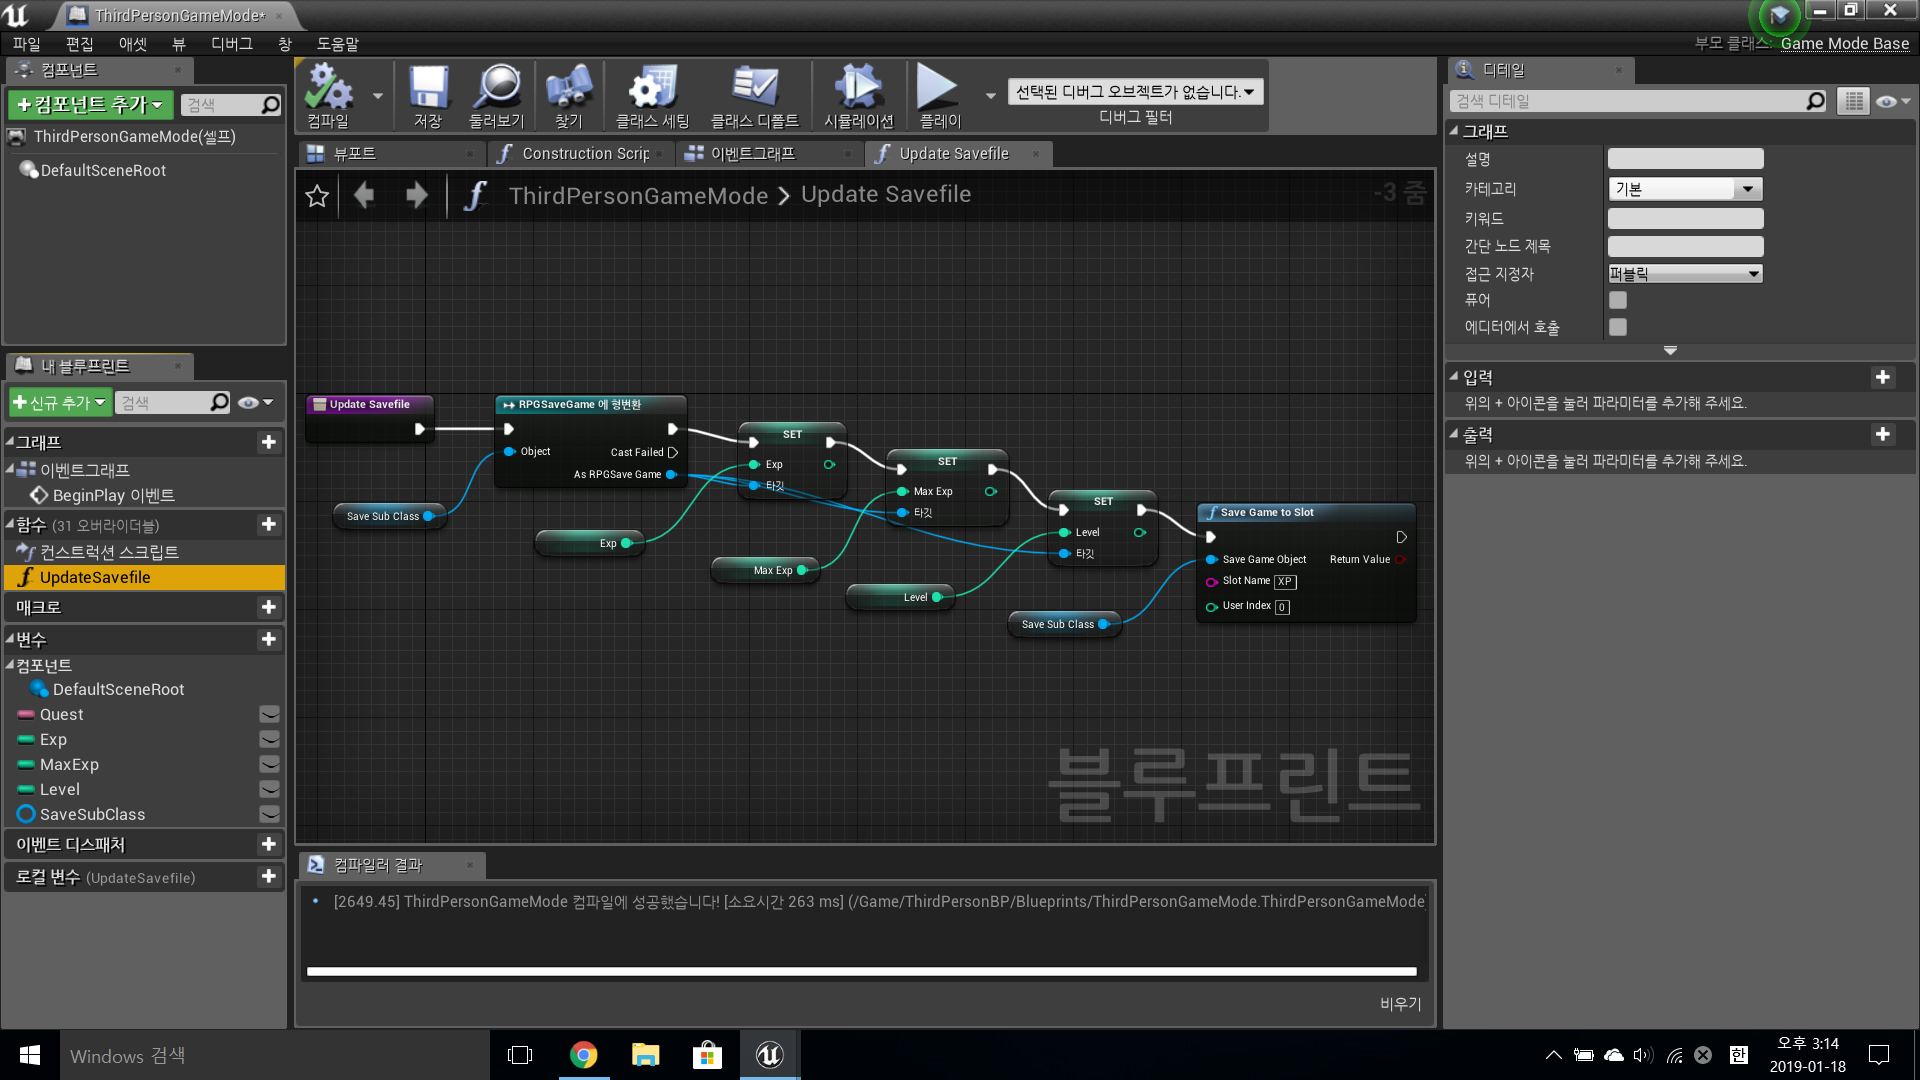 ThirdPersonGameMode*
파일 편집 애셋 뷰 디버그 창 도움말
부모 클래스: Game Mode Base
컴포넌트
+컴포넌트 추가 검색
ThirdPersonGameMode(셀프)
DefaultSceneRoot
컴파일 저장 둘러보기 찾기 클래스 세팅 클래스 디폴트 시뮬레이션 플레이
선택된 디버그 오브젝트가 없습니다.
디버그 필터
뷰포트 Construction Scrip 이벤트그래프 Update Savefile
ThirdPersonGameMode > Update Savefile
-3 줌
내 블루프린트
+신규 추가 검색
그래프
이벤트그래프
BeginPlay 이벤트
함수 (31 오버라이더블)
컨스트럭션 스크립트
UpdateSavefile
매크로
변수
컴포넌트
DefaultSceneRoot
Quest
Exp
MaxExp
Level
SaveSubClass
이벤트 디스패처
로컬 변수 (UpdateSavefile)
Update Savefile
RPGSaveGame 에 형변환
Object
Cast Failed
As RPGSave Game
Save Sub Class
SET
Exp
타깃
Exp
SET
Max Exp
타깃
Max Exp
SET
Level
타깃
Level
Save Sub Class
Save Game to Slot
Save Game Object Return Value
Slot Name XP
User Index 0
블루프린트
컴파일러 결과
[2649.45] ThirdPersonGameMode 컴파일에 성공했습니다! [소요시간 263 ms] (/Game/ThirdPersonBP/Blueprints/ThirdPersonGameMode.ThirdPersonGameMode
비우기
디테일
검색 디테일
그래프
설명
카테고리 기본
키워드
간단 노드 제목
접근 지정자 퍼블릭
퓨어
에디터에서 호출
입력
위의 + 아이콘을 눌러 파라미터를 추가해 주세요.
출력
위의 + 아이콘을 눌러 파라미터를 추가해 주세요.
Windows 검색
한
오후 3:14
2019-01-18